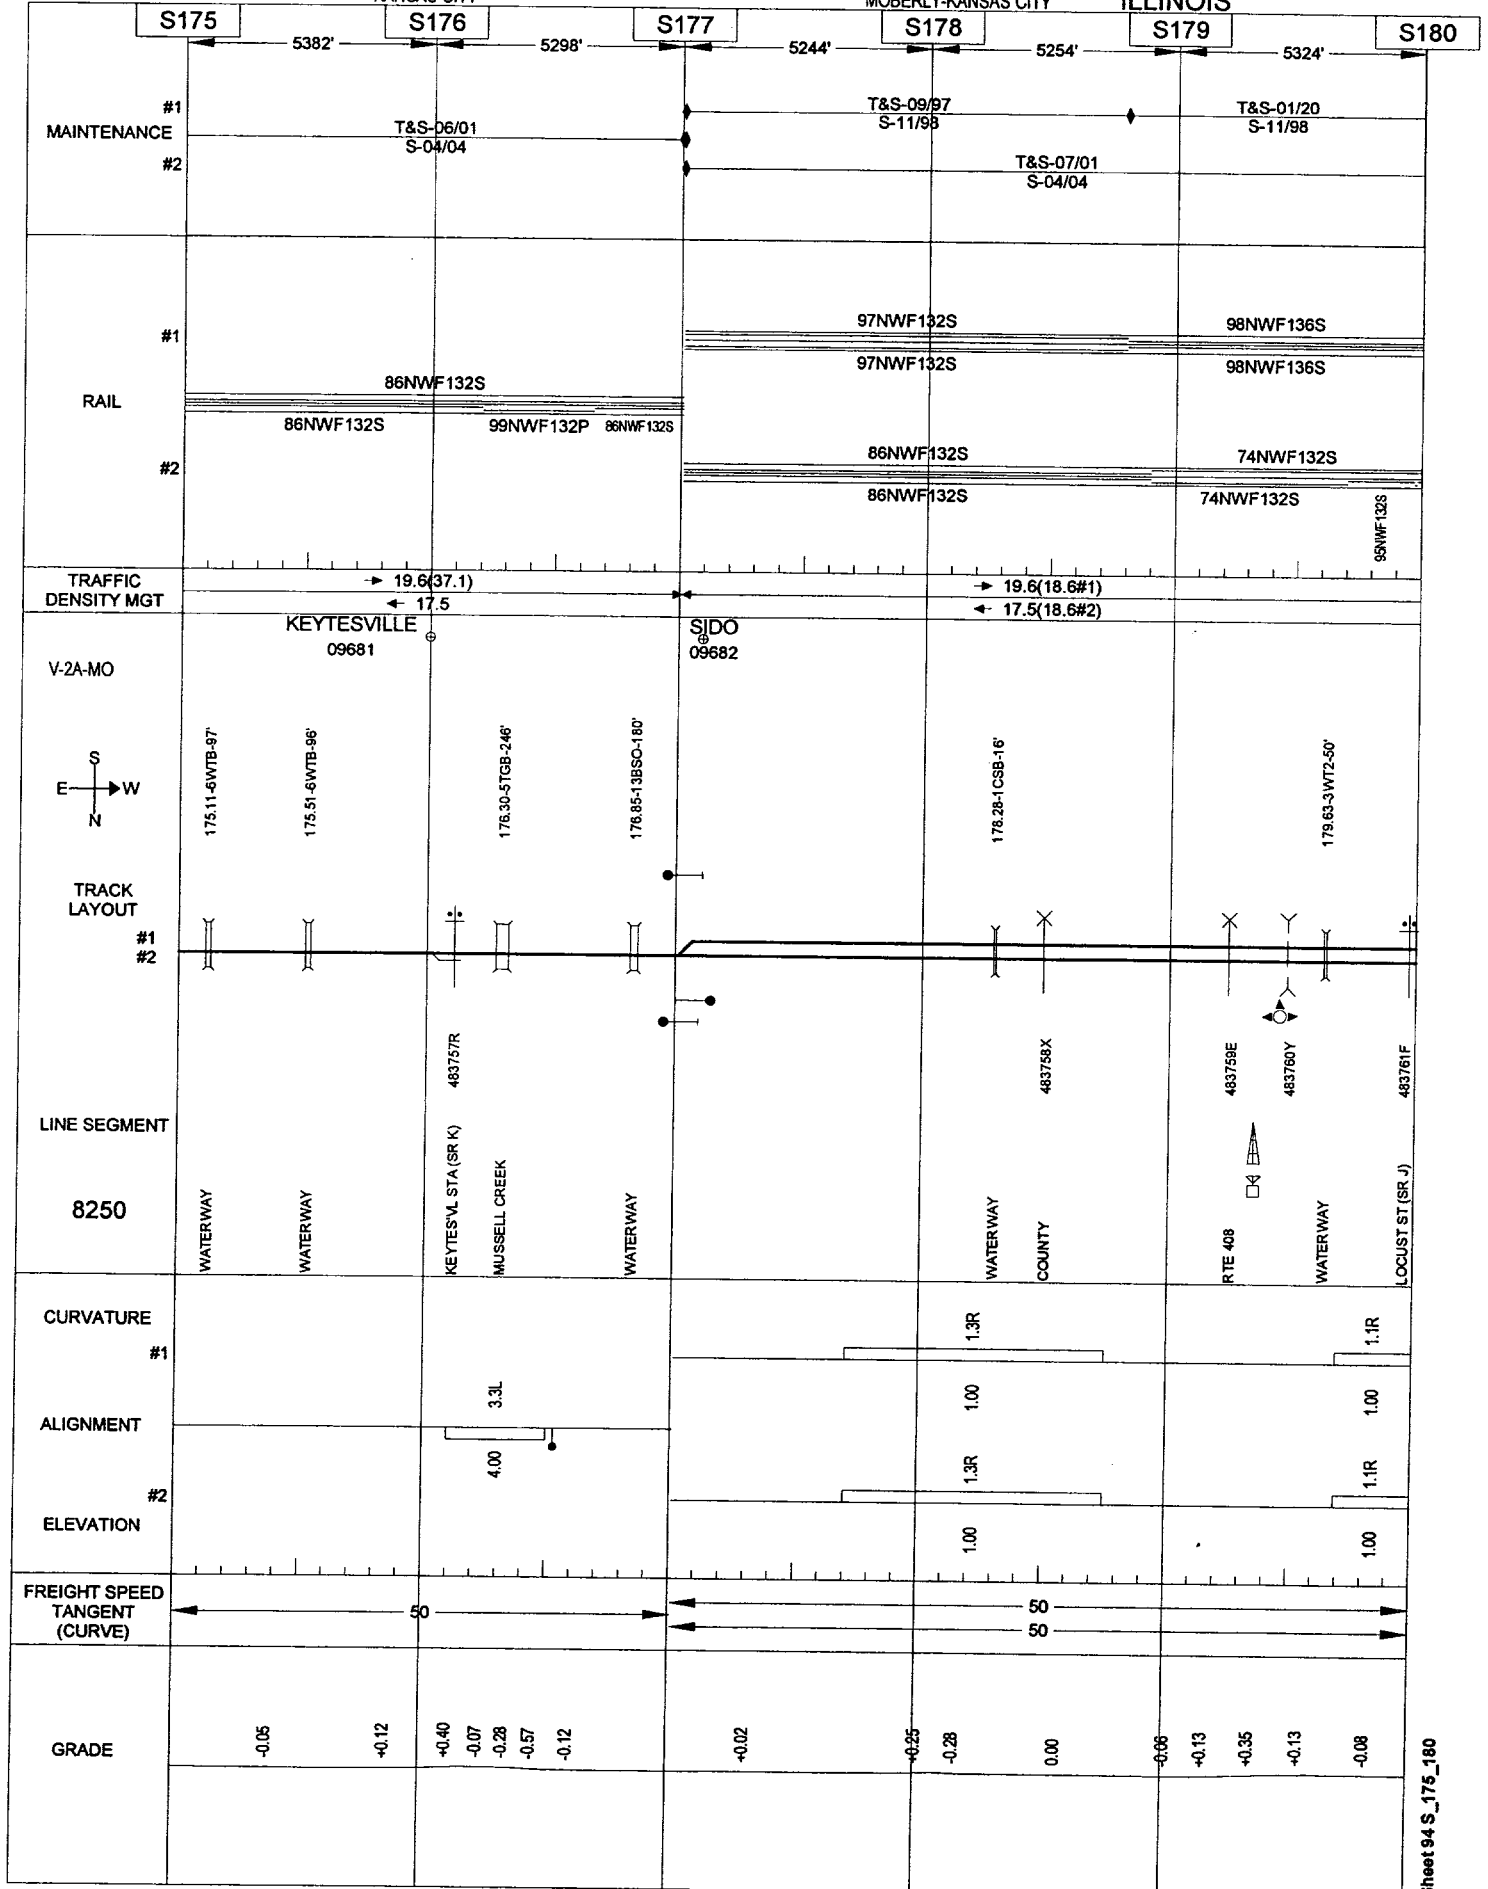 MOBERLY-KANSAS CITY ILLINOIS
S175 S176 S177 S178 S179 S180
5382' 5298' 5244' 5254' 5324'
#1 T&S-09/97 T&S-01/20
MAINTENANCE T&S-06/01 S-11/98 S-11/98
S-04/04
#2 T&S-07/01
S-04/04
97NWF132S 98NWF136S
#1
97NWF132S 98NWF136S
86NWF132S
RAIL
86NWF132S 99NWF132P 86NWF132S
86NWF132S 74NWF132S
#2
86NWF132S 74NWF132S 95NWF132S
TRAFFIC 19.6(37.1) 19.6(18.6#1)
DENSITY MGT 17.5 17.5(18.6#2)
KEYTESVILLE SIDO
09681 09682
V-2A-MO
175.11-6WTB-97' 175.51-6WTB-96' 176.30-5TGB-246' 176.85-13BSO-180' 178.28-1CSB-16' 179.63-3WT2-50'
S
E W
N
TRACK
LAYOUT
#1
#2
483757R 483758X 483759E 483760Y 483761F
LINE SEGMENT
8250
WATERWAY WATERWAY KEYTES'VL STA (SR K) MUSSELL CREEK WATERWAY WATERWAY COUNTY RTE 408 WATERWAY LOCUST ST (SR J)
CURVATURE
1.3R 1.1R
#1
3.3L 1.00 1.00
ALIGNMENT
4.00 1.3R 1.1R
#2
ELEVATION
1.00 1.00
FREIGHT SPEED
TANGENT 50 50
(CURVE) 50
GRADE -0.05 +0.12 +0.40 -0.07 -0.28 -0.57 -0.12 +0.02 +0.25 -0.28 0.00 -0.06 +0.13 +0.35 +0.13 -0.08
Sheet 94 S_175_180